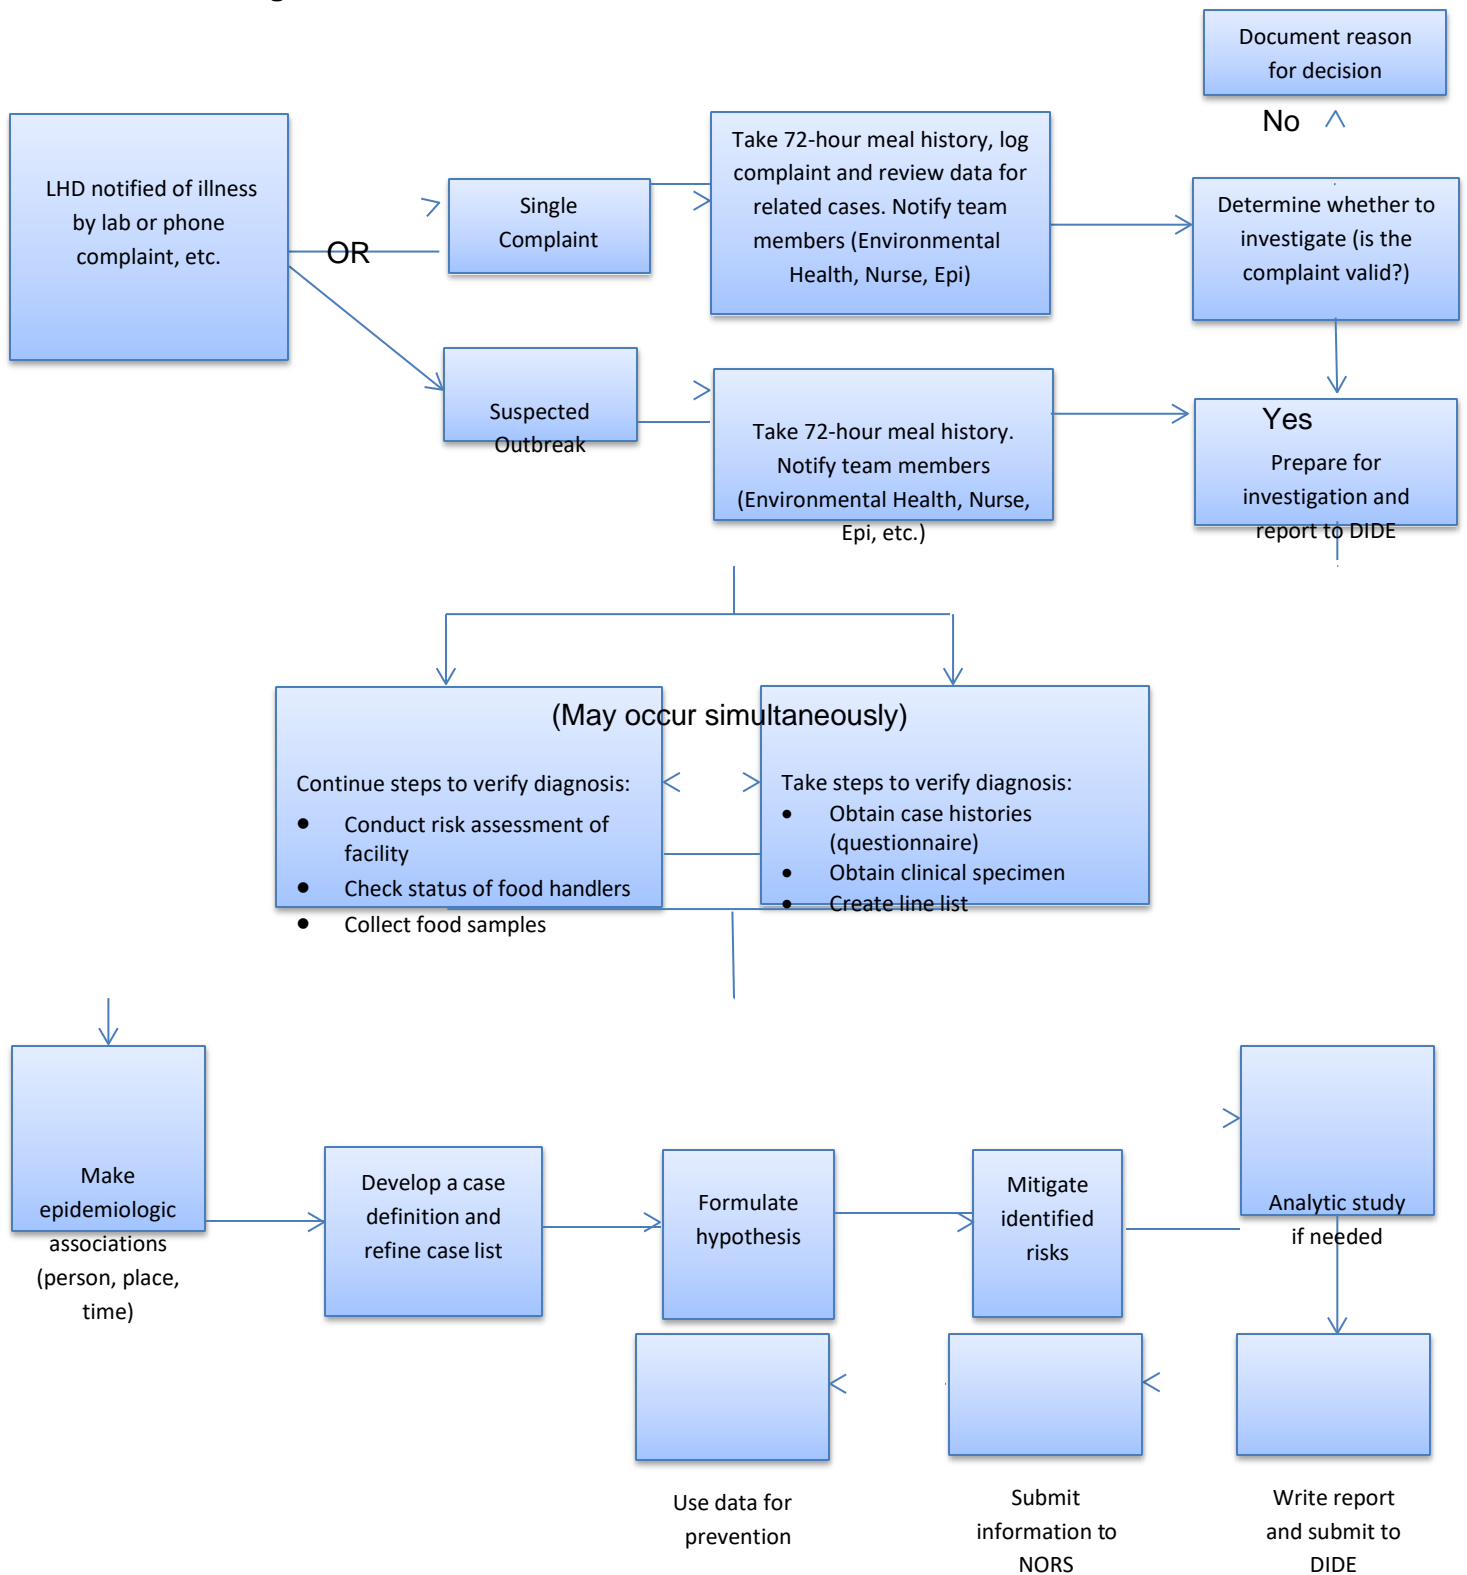 Document reason
for decision
No
LHD notified of illness
by lab or phone
complaint, etc.
OR
Single
Complaint
Take 72-hour meal history, log
complaint and review data for
related cases. Notify team
members (Environmental
Health, Nurse, Epi)
Determine whether to
investigate (is the
complaint valid?)
Suspected
Outbreak
Take 72-hour meal history.
Notify team members
(Environmental Health, Nurse,
Epi, etc.)
Yes
Prepare for
investigation and
report to DIDE
(May occur simultaneously)
Continue steps to verify diagnosis:
• Conduct risk assessment of
facility
• Check status of food handlers
• Collect food samples
Take steps to verify diagnosis:
• Obtain case histories
(questionnaire)
• Obtain clinical specimen
• Create line list
Make
epidemiologic
associations
(person, place,
time)
Develop a case
definition and
refine case list
Formulate
hypothesis
Mitigate
identified
risks
Analytic study
if needed
Use data for
prevention
Submit
information to
NORS
Write report
and submit to
DIDE